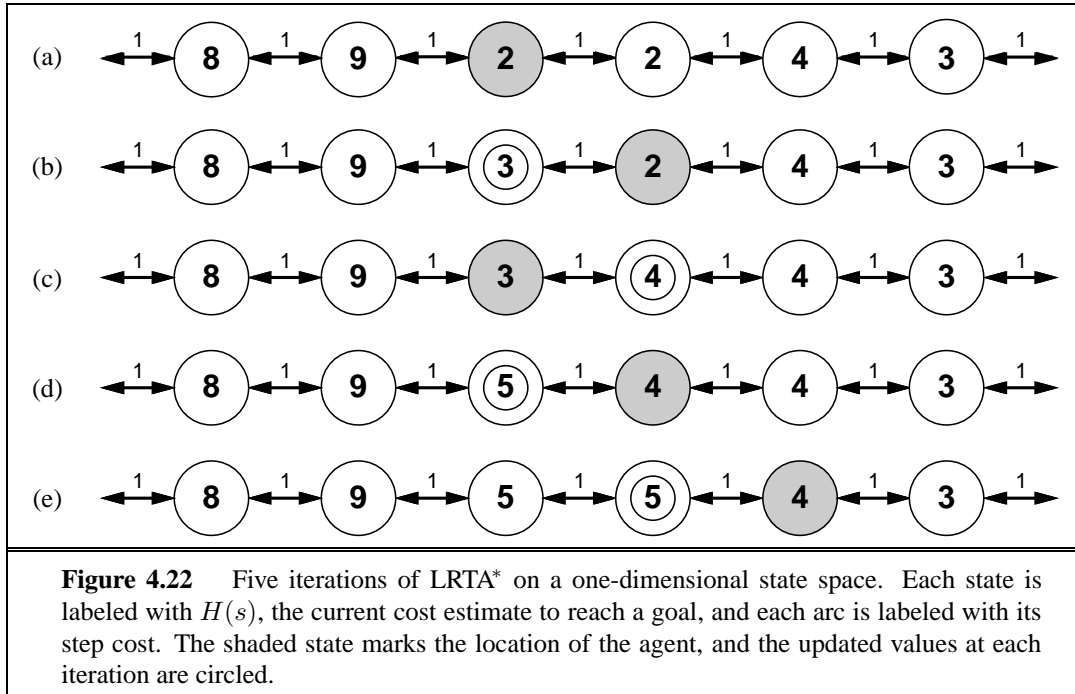 1 1 1 1 1 1 1
(a) 8 9 2 2 4 3
1 1 1 1 1 1 1
(b) 8 9 3 2 4 3
1 1 1 1 1 1 1
(c) 8 9 3 4 4 3
1 1 1 1 1 1 1
(d) 8 9 5 4 4 3
1 1 1 1 1 1 1
(e) 8 9 5 5 4 3
Figure 4.22 Five iterations of LRTA* on a one-dimensional state space. Each state is
labeled with H(s), the current cost estimate to reach a goal, and each arc is labeled with its
step cost. The shaded state marks the location of the agent, and the updated values at each
iteration are circled.